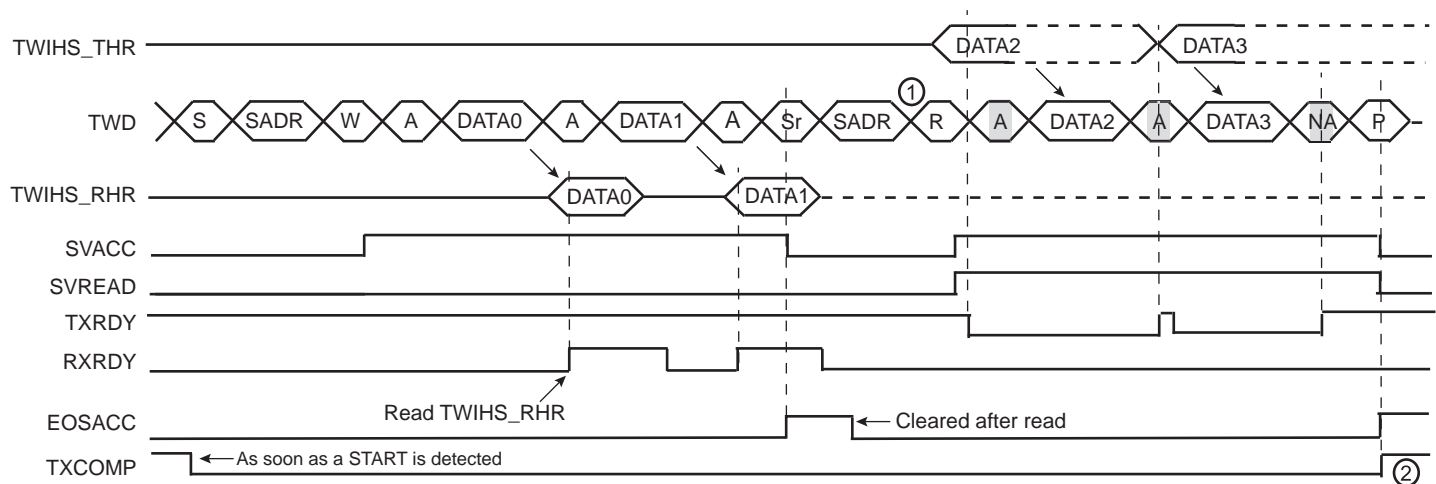 TWIHS_THR DATA2 DATA3
①
TWD S SADR W A DATA0 A DATA1 A Sr SADR R A DATA2 A DATA3 NA P
TWIHS_RHR DATA0 DATA1
SVACC
SVREAD
TXRDY
RXRDY
Read TWIHS_RHR
EOSACC Cleared after read
TXCOMP As soon as a START is detected ②